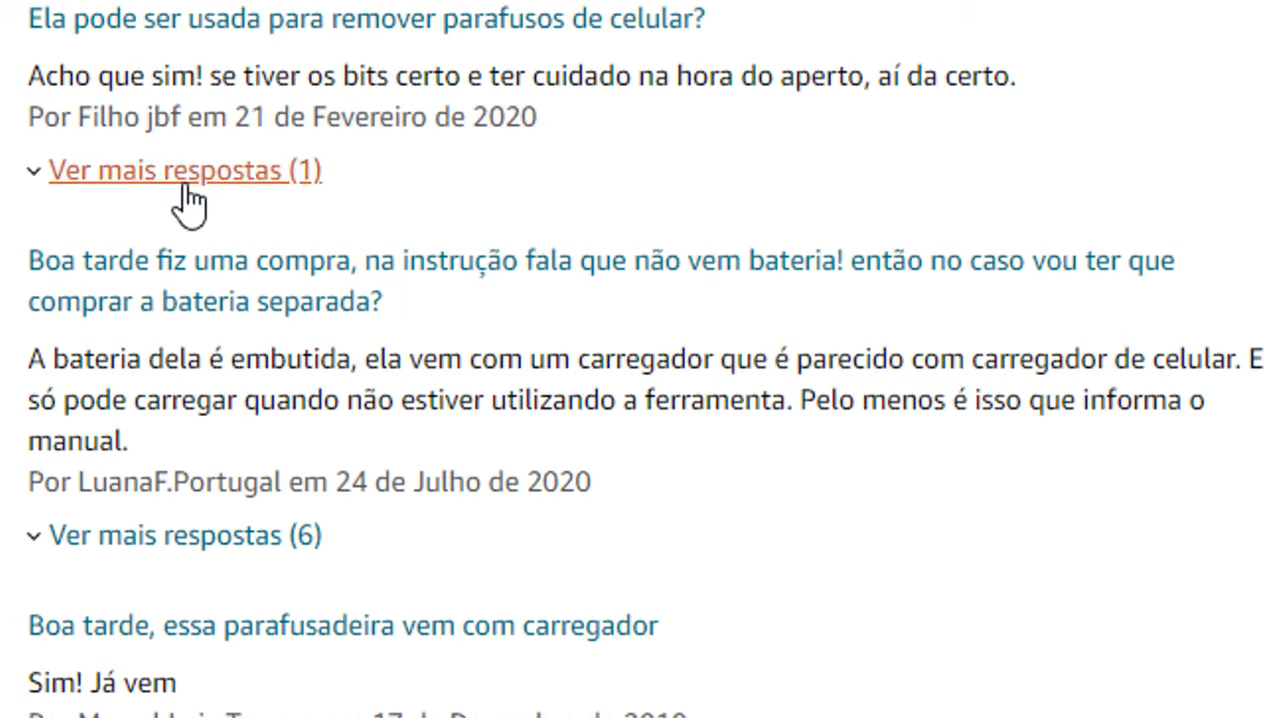 Ela pode ser usada para remover parafusos de celular?
Acho que sim! se tiver os bits certo e ter cuidado na hora do aperto, aí da certo.
Por Filho jbf em 21 de Fevereiro de 2020
Ver mais respostas (1)
Boa tarde fiz uma compra, na instrução fala que não vem bateria! então no caso vou ter que
comprar a bateria separada?
A bateria dela é embutida, ela vem com um carregador que é parecido com carregador de celular. E
só pode carregar quando não estiver utilizando a ferramenta. Pelo menos é isso que informa o
manual.
Por LuanaF.Portugal em 24 de Julho de 2020
Ver mais respostas (6)
Boa tarde, essa parafusadeira vem com carregador
Sim! Já vem